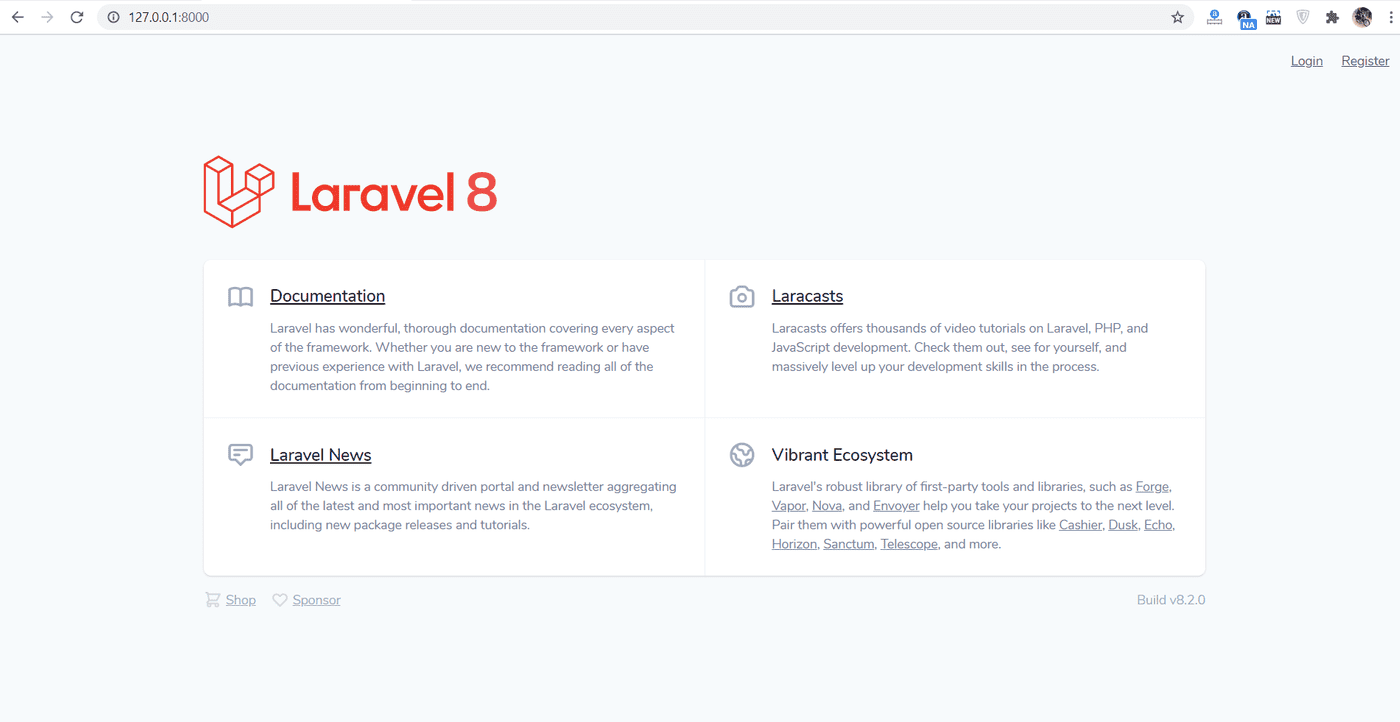 127.0.0.1:8000
NA
NEW
Login Register
Laravel 8
Documentation
Laravel has wonderful, thorough documentation covering every aspect
of the framework. Whether you are new to the framework or have
previous experience with Laravel, we recommend reading all of the
documentation from beginning to end.
Laracasts
Laracasts offers thousands of video tutorials on Laravel, PHP, and
JavaScript development. Check them out, see for yourself, and
massively level up your development skills in the process.
Laravel News
Laravel News is a community driven portal and newsletter aggregating
all of the latest and most important news in the Laravel ecosystem,
including new package releases and tutorials.
Vibrant Ecosystem
Laravel's robust library of first-party tools and libraries, such as Forge,
Vapor, Nova, and Envoyer help you take your projects to the next level.
Pair them with powerful open source libraries like Cashier, Dusk, Echo,
Horizon, Sanctum, Telescope, and more.
Shop Sponsor
Build v8.2.0